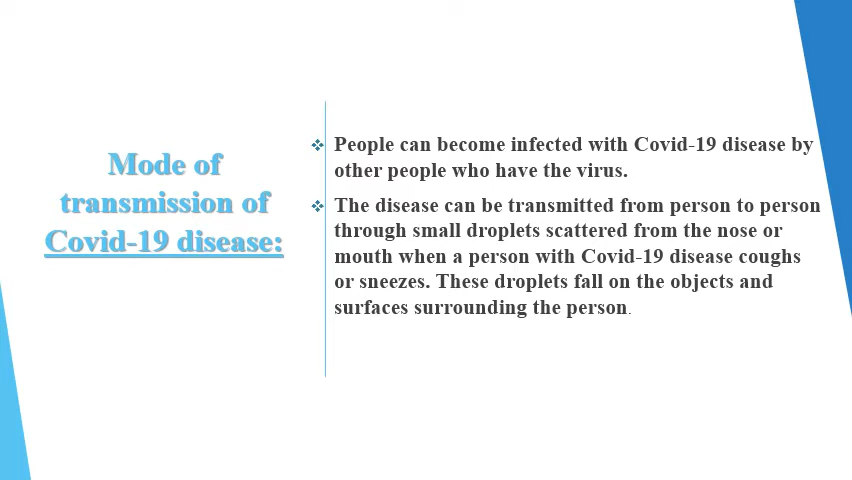 Mode of
transmission of
Covid-19 disease:
❖ People can become infected with Covid-19 disease by
other people who have the virus.
❖ The disease can be transmitted from person to person
through small droplets scattered from the nose or
mouth when a person with Covid-19 disease coughs
or sneezes. These droplets fall on the objects and
surfaces surrounding the person.